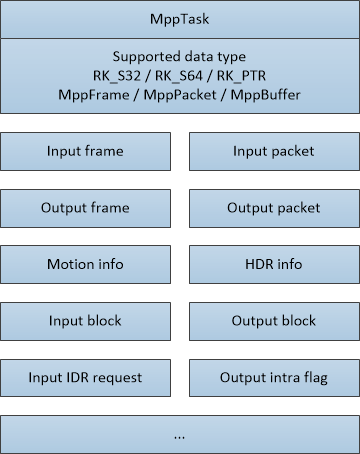 MppTask
Supported data type
RK_S32 / RK_S64 / RK_PTR
MppFrame / MppPacket / MppBuffer
Input frame
Input packet
Output frame
Output packet
Motion info
HDR info
Input block
Output block
Input IDR request
Output intra flag
...